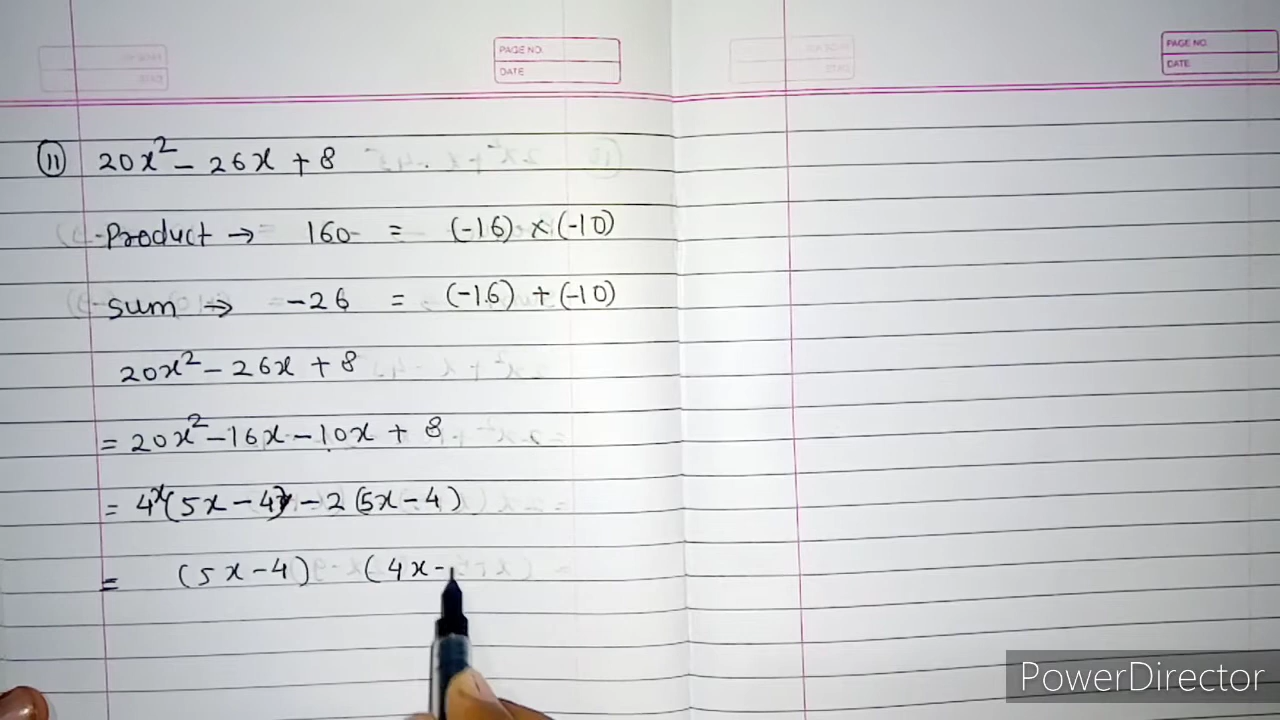 PAGE NO.
DATE
PAGE NO.
DATE
(11) 20x² - 26x + 8
Product → 160 = (-16) × (-10)
Sum → -26 = (-16) + (-10)
20x² - 26x + 8
= 20x² - 16x - 10x + 8
= 4x(5x - 4) - 2(5x - 4)
= (5x - 4) (4x -
PowerDirector